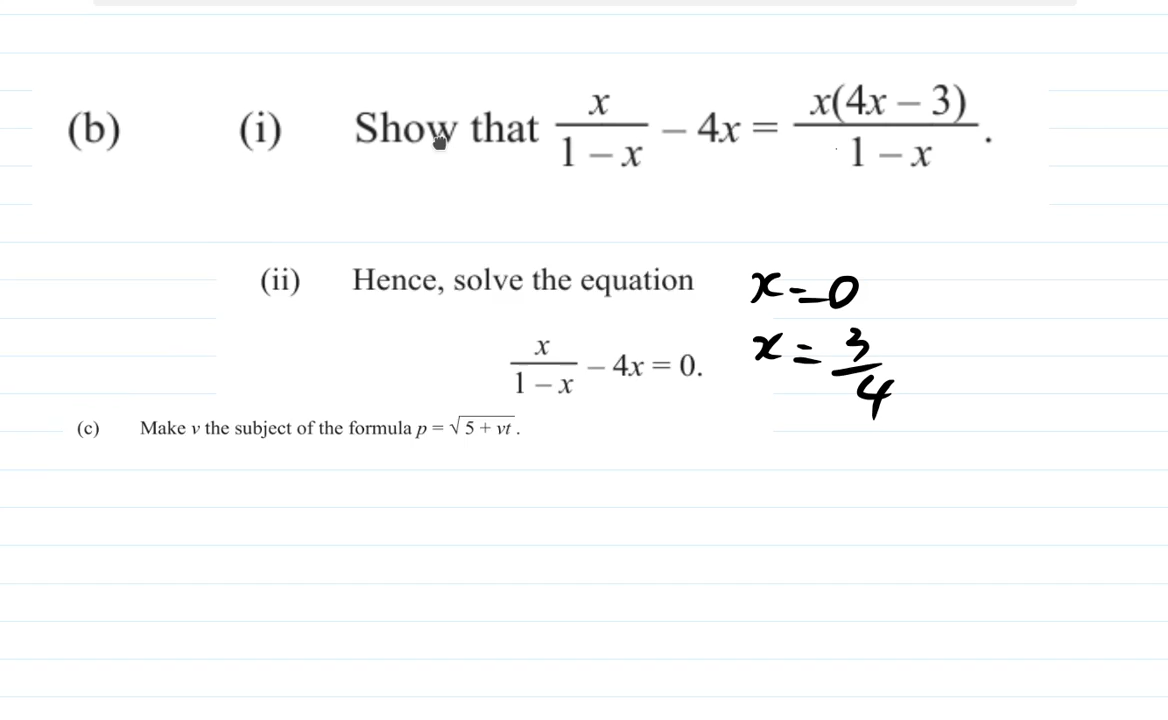 (b) (i) Show that x/(1 − x) − 4x = x(4x − 3)/(1 − x).
(ii) Hence, solve the equation x = 0
x/(1 − x) − 4x = 0. x = 3/4
(c) Make v the subject of the formula p = √(5 + vt).